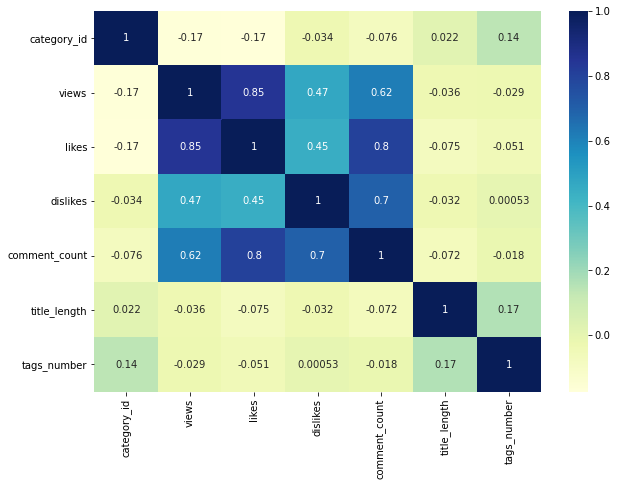 category_id 1 -0.17 -0.17 -0.034 -0.076 0.022 0.14
views -0.17 1 0.85 0.47 0.62 -0.036 -0.029
likes -0.17 0.85 1 0.45 0.8 -0.075 -0.051
dislikes -0.034 0.47 0.45 1 0.7 -0.032 0.00053
comment_count -0.076 0.62 0.8 0.7 1 -0.072 -0.018
title_length 0.022 -0.036 -0.075 -0.032 -0.072 1 0.17
tags_number 0.14 -0.029 -0.051 0.00053 -0.018 0.17 1
category_id
views
likes
dislikes
comment_count
title_length
tags_number
1.0
0.8
0.6
0.4
0.2
0.0